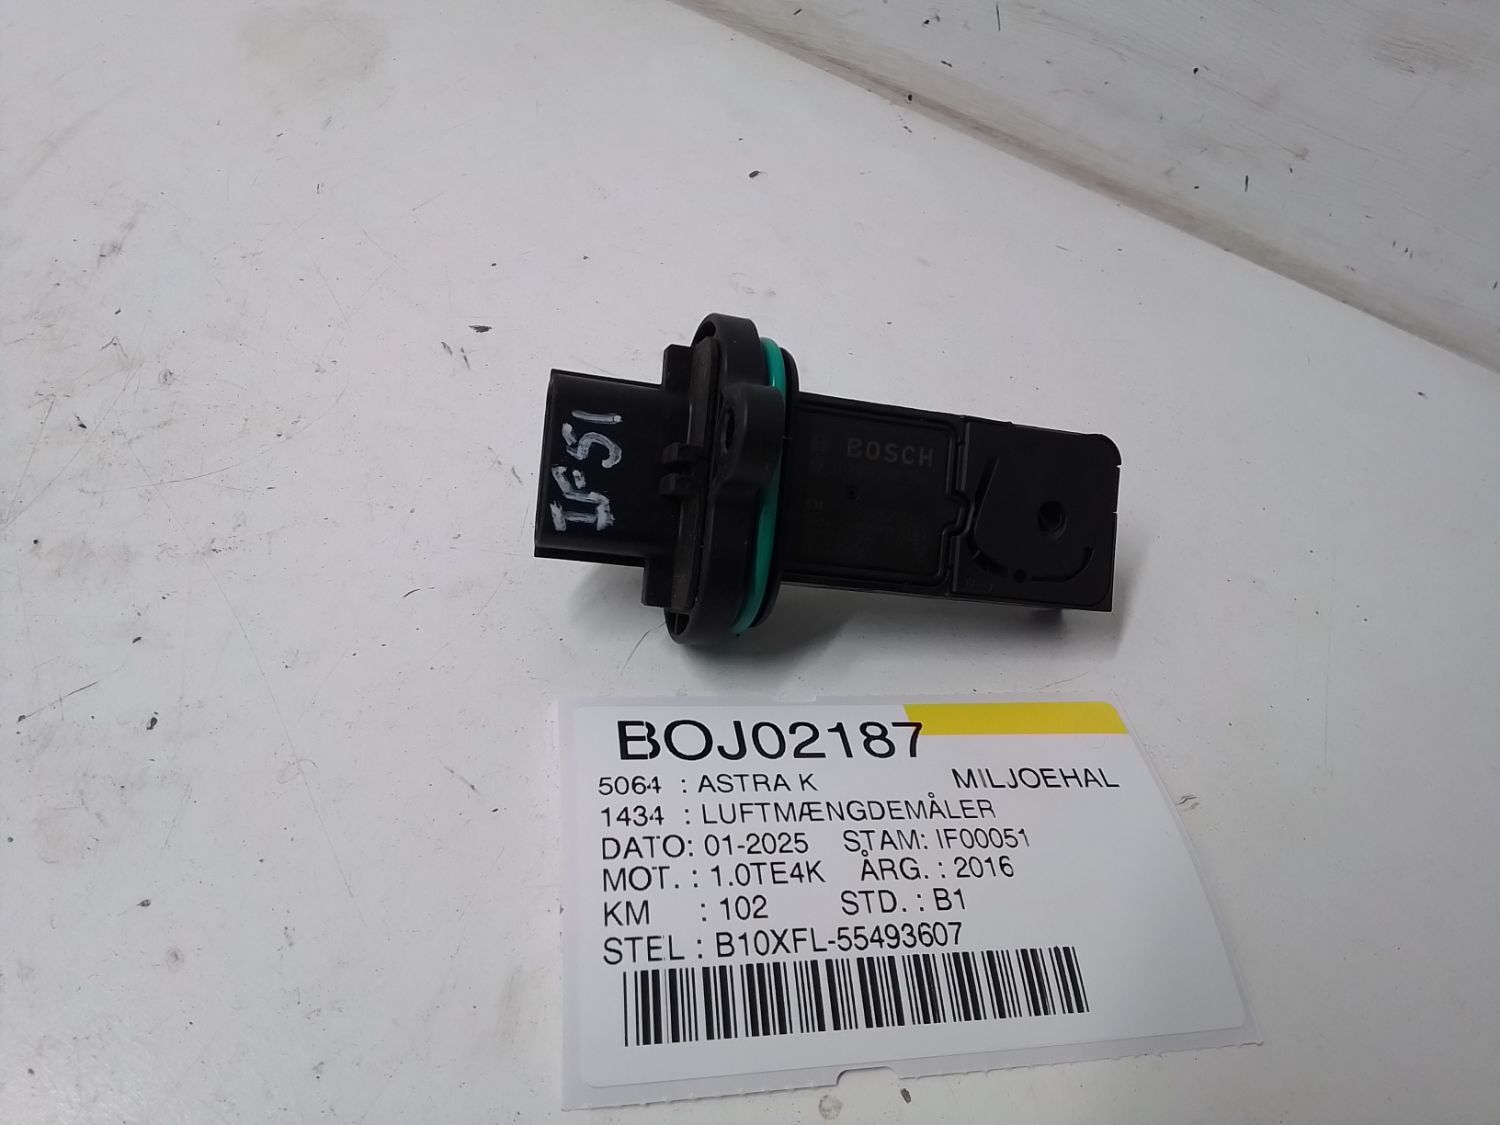 IF51
BOSCH
GM
BOJ02187
5064 : ASTRA K MILJOEHAL
1434 : LUFTMÆNGDEMÅLER
DATO: 01-2025 STAM: IF00051
MOT. : 1.0TE4K ÅRG. : 2016
KM : 102 STD. : B1
STEL : B10XFL-55493607